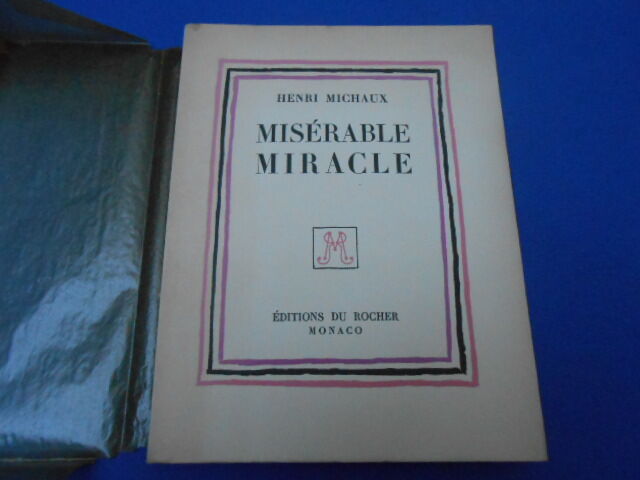 HENRI MICHAUX
MISÉRABLE
MIRACLE
ÉDITIONS DU ROCHER
MONACO